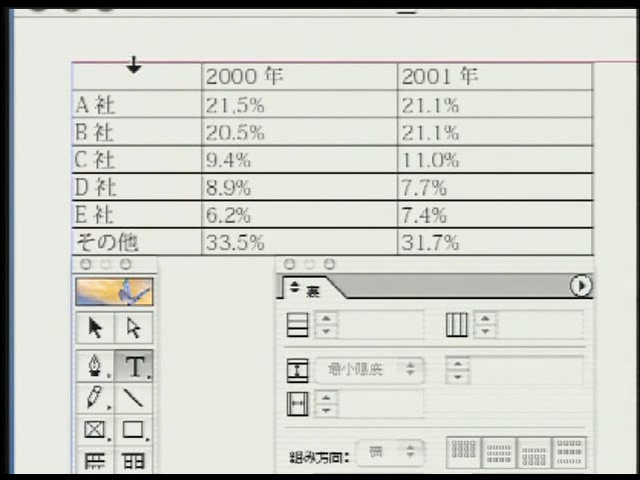 2000 年 2001 年
A 社 21.5% 21.1%
B 社 20.5% 21.1%
C 社 9.4% 11.0%
D 社 8.9% 7.7%
E 社 6.2% 7.4%
その他 33.5% 31.7%
表
T
最小限度
組み方向: 横